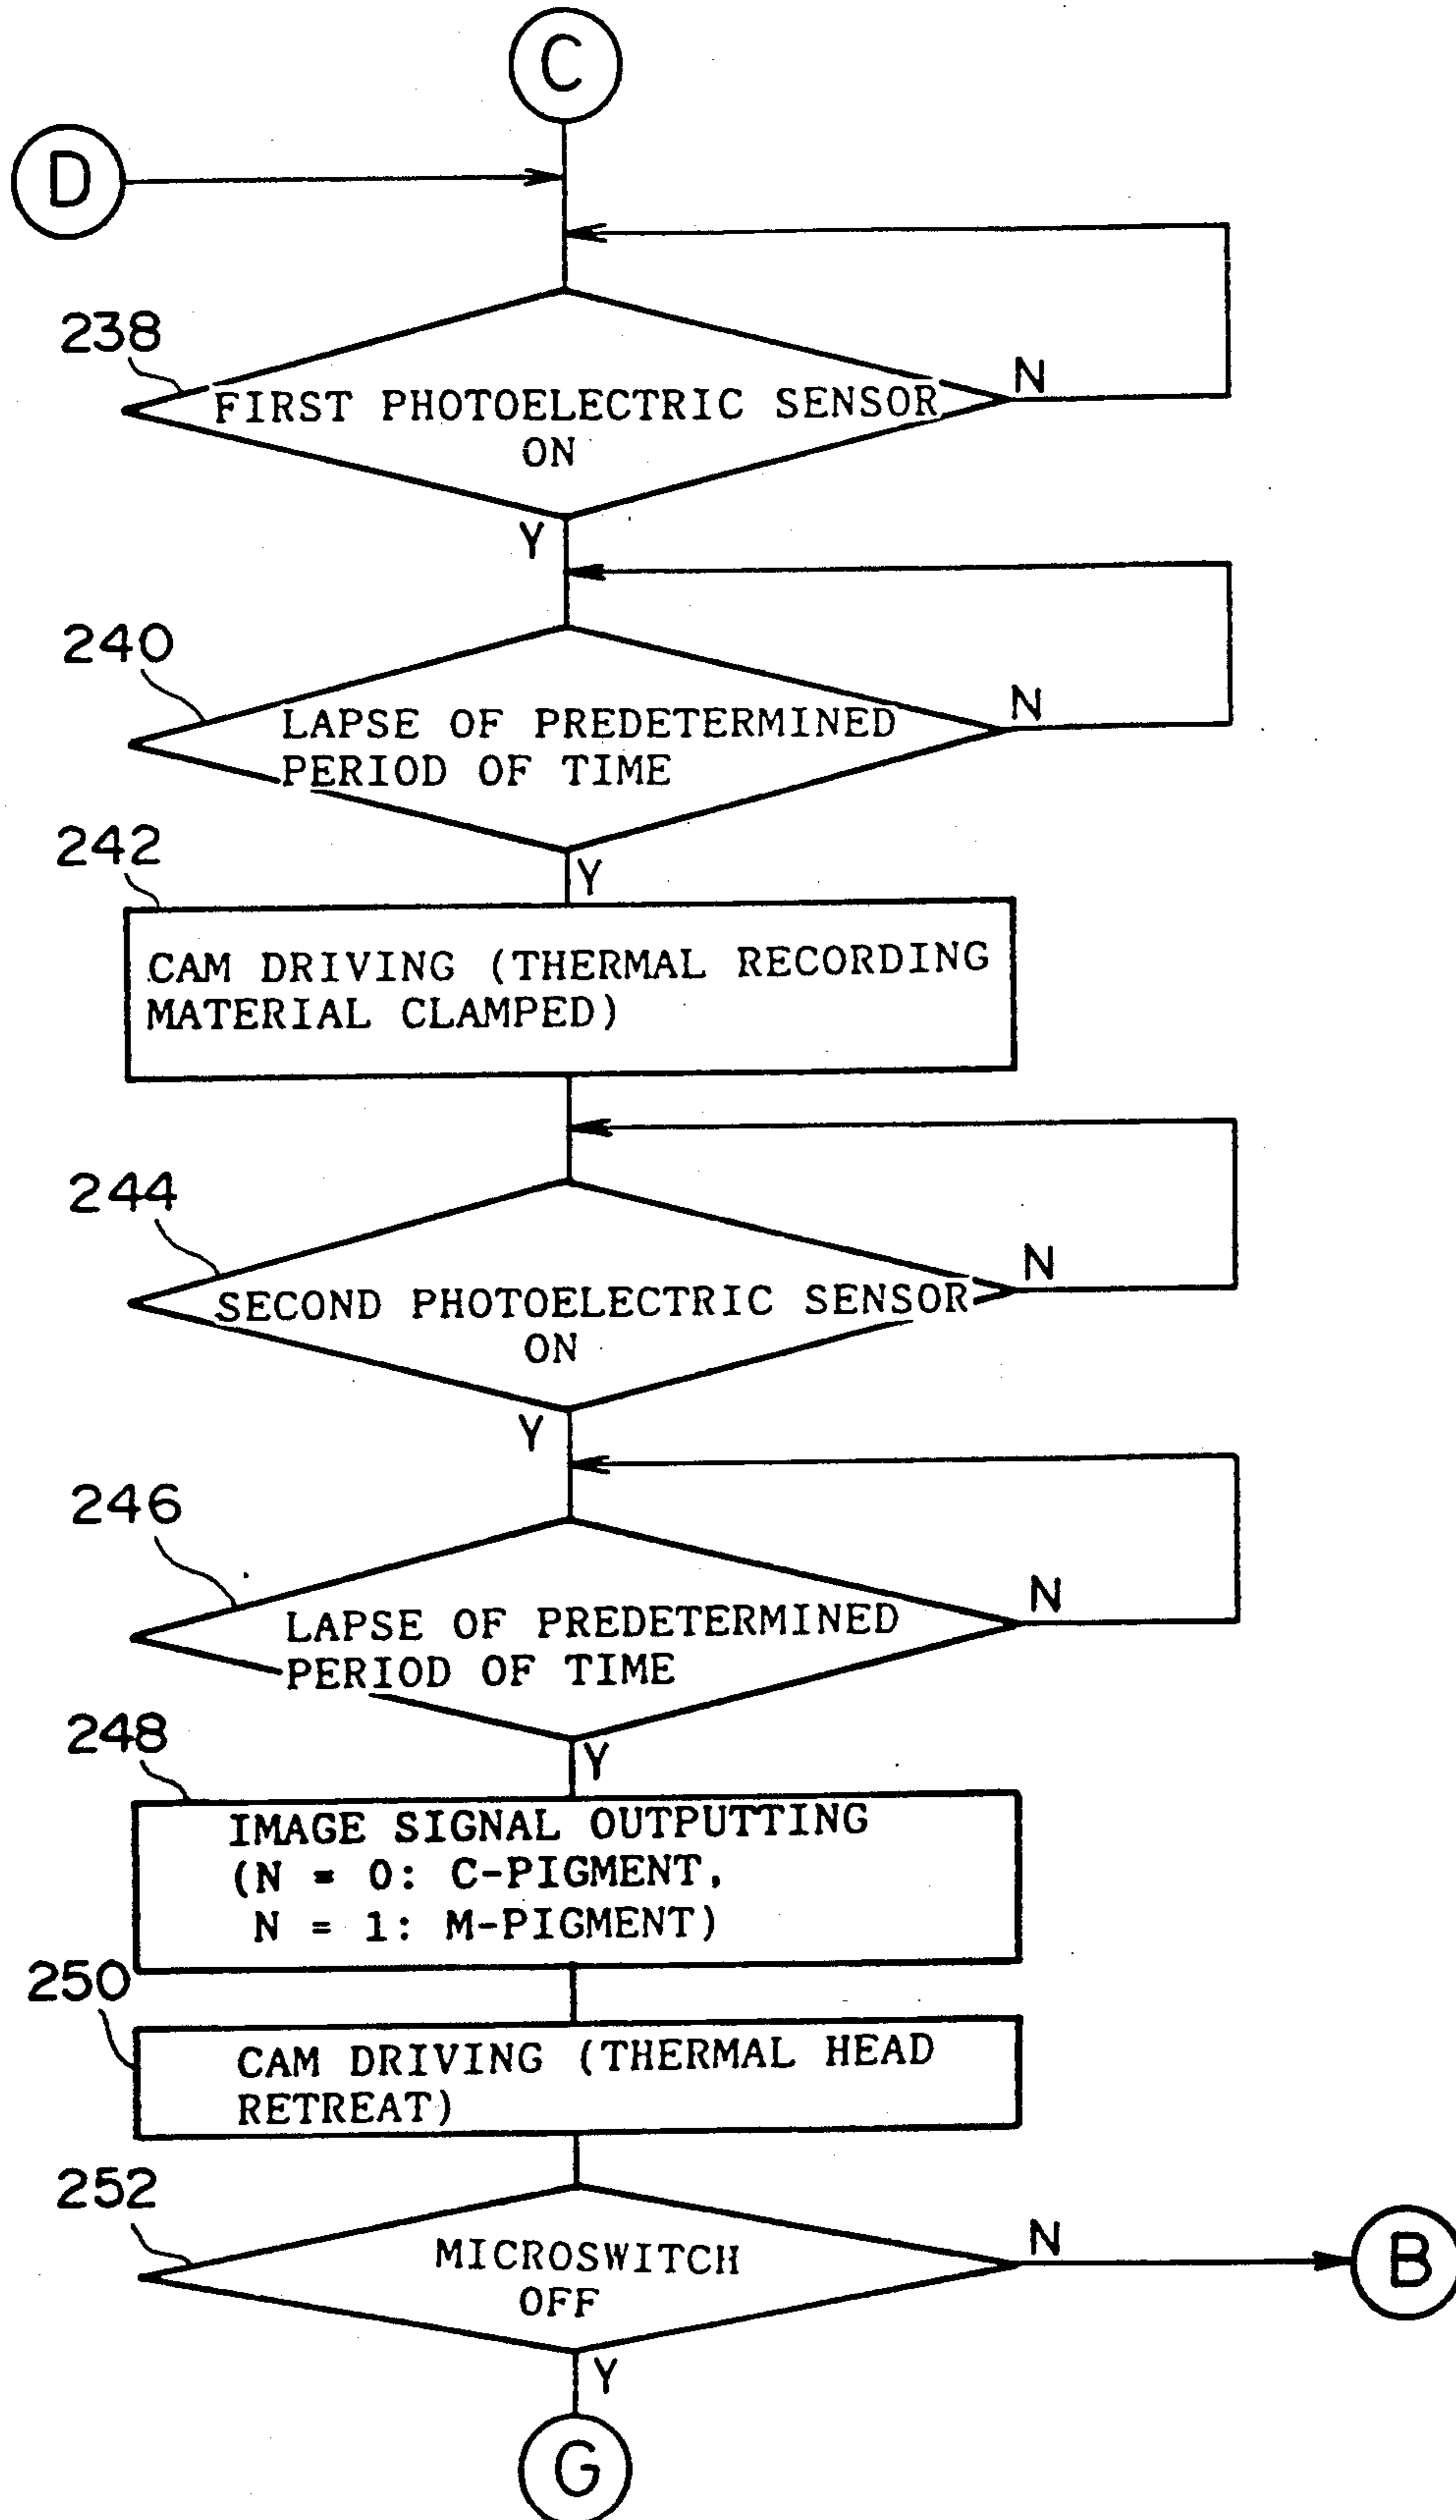 C
D
238
FIRST PHOTOELECTRIC SENSOR
ON
N
Y
240
LAPSE OF PREDETERMINED
PERIOD OF TIME
N
Y
242
CAM DRIVING (THERMAL RECORDING
MATERIAL CLAMPED)
244
SECOND PHOTOELECTRIC SENSOR
ON
N
Y
246
LAPSE OF PREDETERMINED
PERIOD OF TIME
N
Y
248
IMAGE SIGNAL OUTPUTTING
(N = 0: C-PIGMENT,
N = 1: M-PIGMENT)
250
CAM DRIVING (THERMAL HEAD
RETREAT)
252
MICROSWITCH
OFF
N
B
Y
G